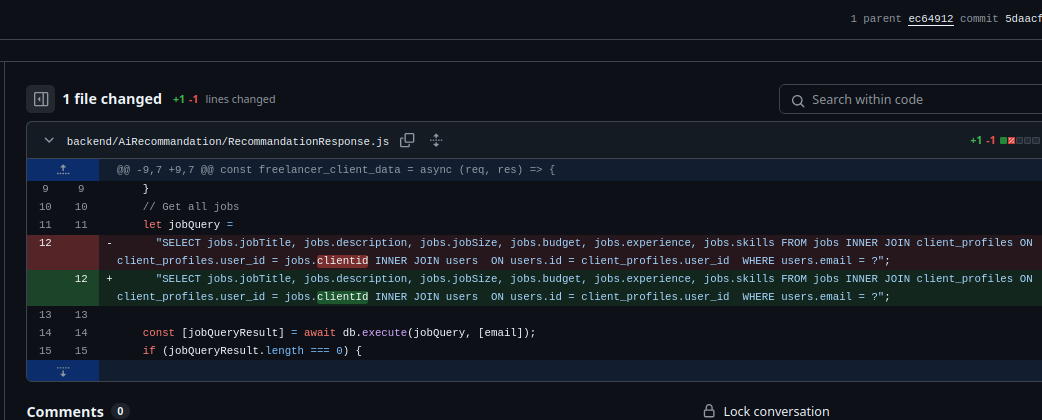 1 parent ec64912 commit 5daacf
1 file changed +1 -1 lines changed
Search within code
backend/AiRecommandation/RecommandationResponse.js
+1 -1
@@ -9,7 +9,7 @@ const freelancer_client_data = async (req, res) => {
9 9 }
10 10 // Get all jobs
11 11 let jobQuery =
12 - "SELECT jobs.jobTitle, jobs.description, jobs.jobSize, jobs.budget, jobs.experience, jobs.skills FROM jobs INNER JOIN client_profiles ON
client_profiles.user_id = jobs.clientid INNER JOIN users  ON users.id = client_profiles.user_id  WHERE users.email = ?";
12 + "SELECT jobs.jobTitle, jobs.description, jobs.jobSize, jobs.budget, jobs.experience, jobs.skills FROM jobs INNER JOIN client_profiles ON
client_profiles.user_id = jobs.clientId INNER JOIN users  ON users.id = client_profiles.user_id  WHERE users.email = ?";
13 13
14 14 const [jobQueryResult] = await db.execute(jobQuery, [email]);
15 15 if (jobQueryResult.length === 0) {
Comments 0
Lock conversation